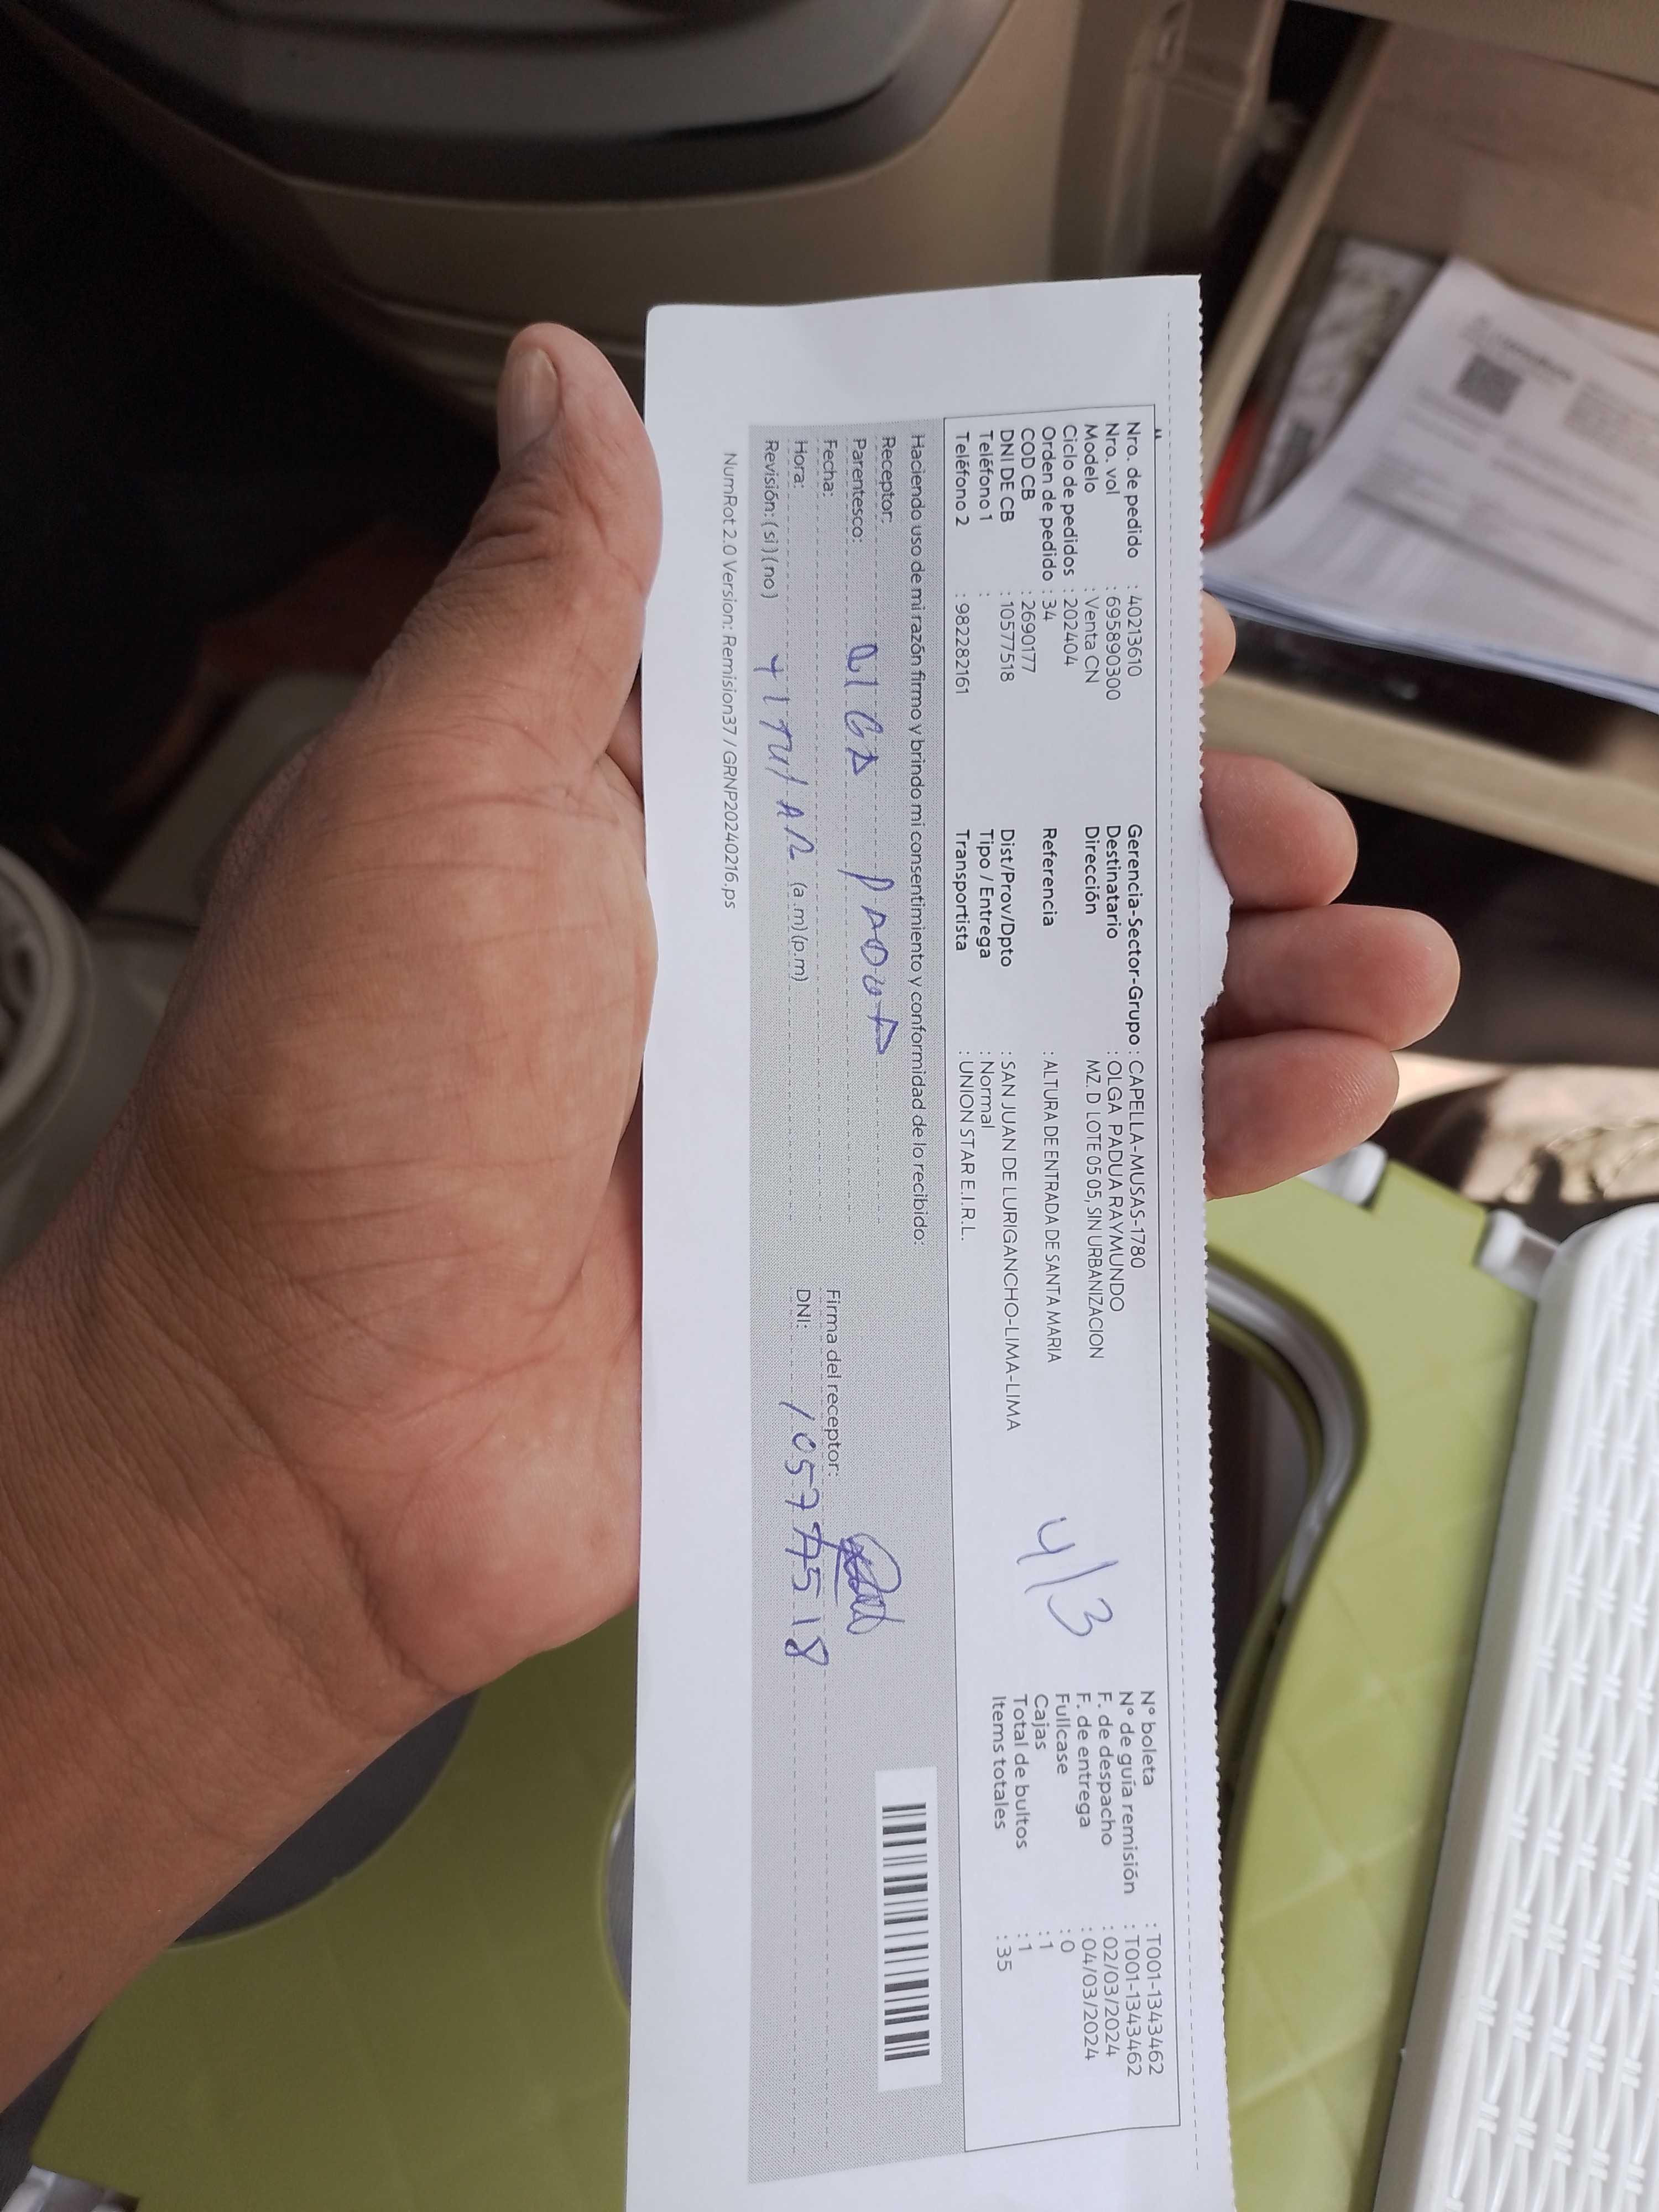 Nro. de pedido : 40213610
Nro. vol : 695890300
Modelo : Venta CN
Ciclo de pedidos : 202404
Orden de pedido : 34
COD CB : 2690177
DNI DE CB : 10577518
Teléfono 1 :
Teléfono 2 : 982282161
Gerencia-Sector-Grupo : CAPELLA-MUSAS-1780
Destinatario : OLGA PADUA RAYMUNDO
Dirección MZ. D LOTE 05 05, SIN URBANIZACION
Referencia : ALTURA DE ENTRADA DE SANTA MARIA
Dist/Prov/Dpto : SAN JUAN DE LURIGANCHO-LIMA-LIMA
Tipo / Entrega : Normal
Transportista : UNION STAR E.I.R.L.
4/3
N° boleta : T001-1343462
N° de guía remisión : T001-1343462
F. de despacho : 02/03/2024
F. de entrega : 04/03/2024
Fullcase : 0
Cajas : 1
Total de bultos : 1
Items totales : 35
Haciendo uso de mi razón firmo y brindo mi consentimiento y conformidad de lo recibido:
Receptor:
Parentesco: OLGA PADUA
Fecha:
Hora: (a.m) (p.m)
Revisión: ( si ) ( no ) TITULAR
Firma del receptor:
DNI: 10577518
NumRot 2.0 Version: Remision37 / GRNP20240216.ps